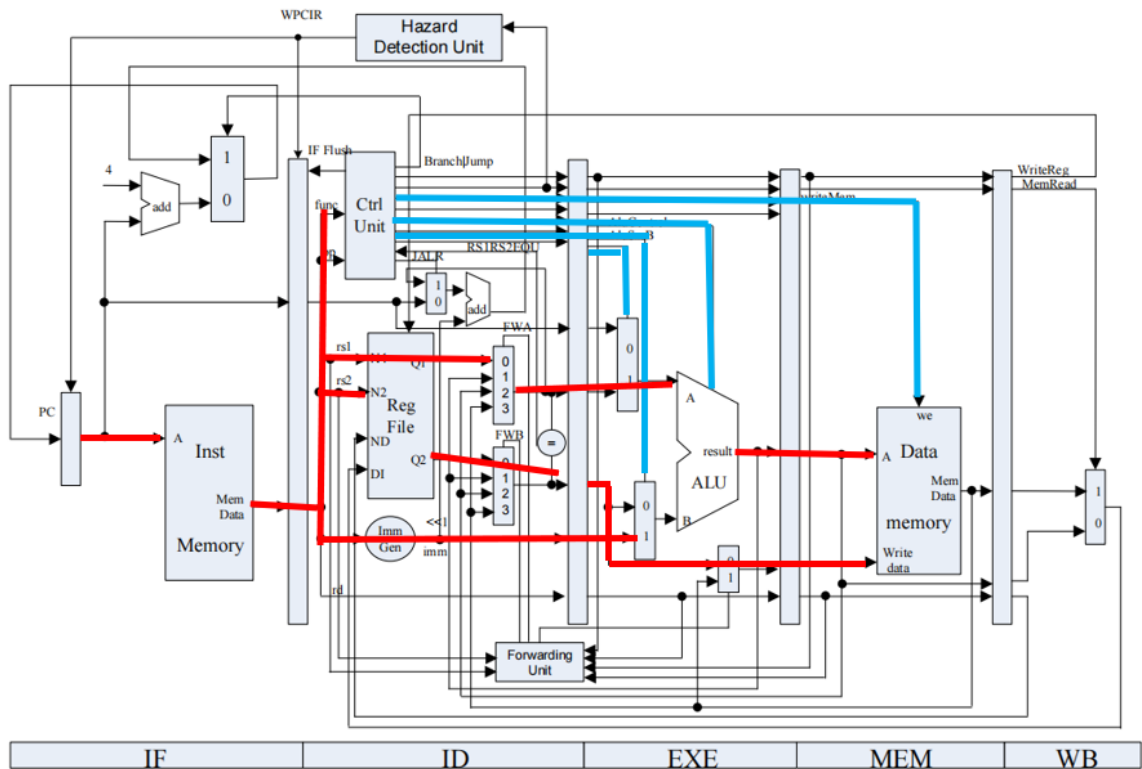 WPCIR
Hazard
Detection Unit
IF Flush
Branch|Jump
WriteReg
MemRead
4
1
0
add
func
Ctrl
Unit
RS1RS2EQU
JALR
1
0
add
FWA
rs1
Q1
0
1
2
3
rs2
N2
Reg
File
ND
DI
Q2
FWB
1
2
3
=
0
1
A
result
ALU
B
0
1
PC
A
Inst
Mem
Data
Memory
<<1
Imm
Gen
imm
we
A
Data
Mem
Data
memory
Write
data
1
0
1
rd
Forwarding
Unit
IF
ID
EXE
MEM
WB